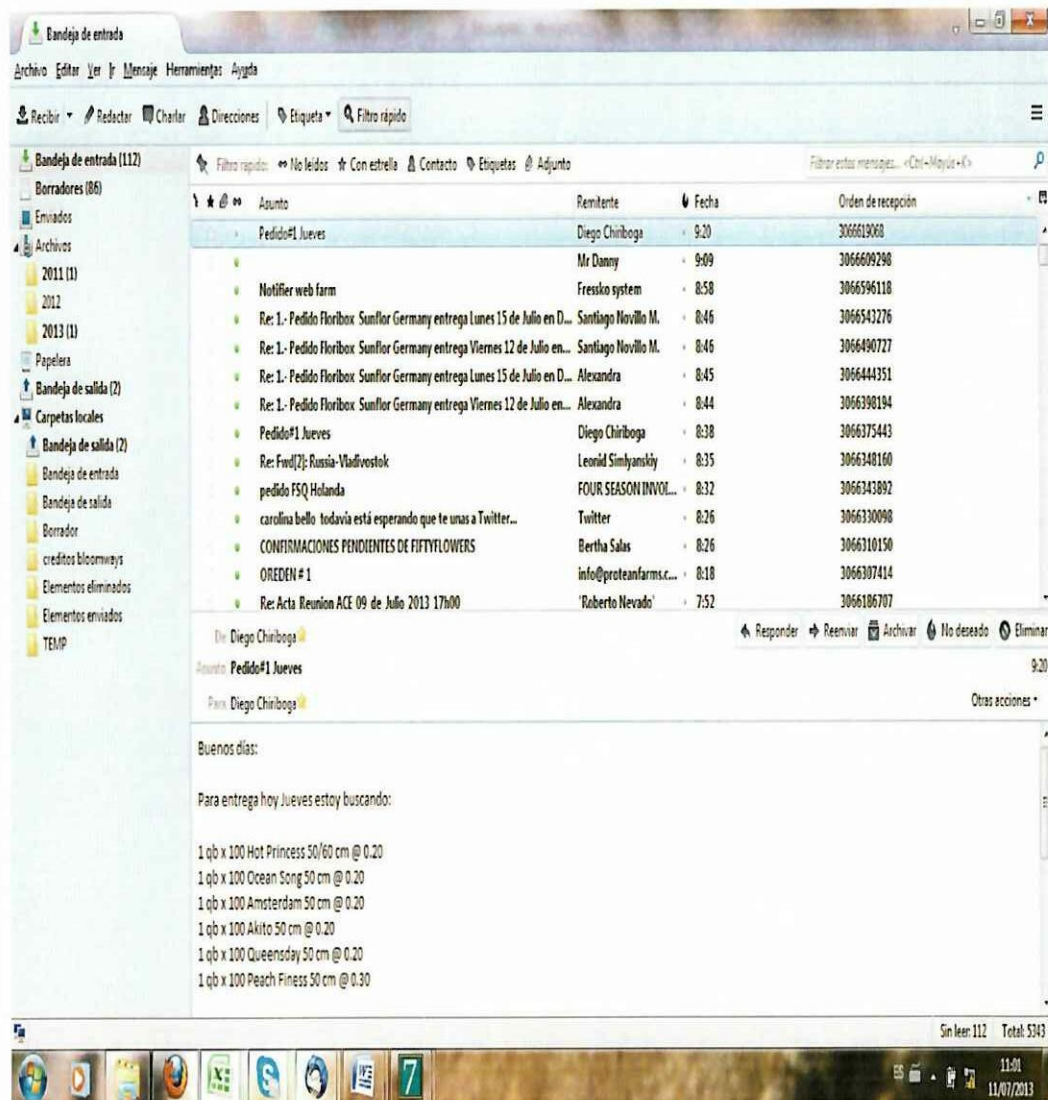 Bandeja de entrada
Archivo Editar Ver Ir Mensaje Herramientas Ayuda
Recibir Redactar Charlar Direcciones Etiqueta Filtro rápido
Bandeja de entrada (112)
Borradores (86)
Enviados
Archivos
2011 (1)
2012
2013 (1)
Papelera
Bandeja de salida (2)
Carpetas locales
Bandeja de salida (2)
Bandeja de entrada
Bandeja de salida
Borrador
creditos bloomways
Elementos eliminados
Elementos enviados
TEMP
Filtro rápido: No leídos Con estrella Contacto Etiquetas Adjunto Filtrar estos mensajes... <Ctrl+Mayús+K>
Asunto Remitente Fecha Orden de recepción
Pedido#1 Jueves Diego Chiriboga 9:20 3066619068
Mr Danny 9:09 3066609298
Notifier web farm Fressko system 8:58 3066596118
Re: 1.- Pedido Floribox Sunflor Germany entrega Lunes 15 de Julio en D... Santiago Novillo M. 8:46 3066543276
Re: 1.- Pedido Floribox Sunflor Germany entrega Viernes 12 de Julio en... Santiago Novillo M. 8:46 3066490727
Re: 1.- Pedido Floribox Sunflor Germany entrega Lunes 15 de Julio en D... Alexandra 8:45 3066444351
Re: 1.- Pedido Floribox Sunflor Germany entrega Viernes 12 de Julio en... Alexandra 8:44 3066398194
Pedido#1 Jueves Diego Chiriboga 8:38 3066375443
Re: Fwd[2]: Russia-Vladivostok Leonid Simlyanskiy 8:35 3066348160
pedido FSQ Holanda FOUR SEASON INVOI... 8:32 3066343892
carolina bello todavia está esperando que te unas a Twitter... Twitter 8:26 3066330098
CONFIRMACIONES PENDIENTES DE FIFTYFLOWERS Bertha Salas 8:26 3066310150
OREDEN # 1 info@proteanfarms.c... 8:18 3066307414
Re: Acta Reunion ACE 09 de Julio 2013 17h00 'Roberto Nevado' 7:52 3066186707
De Diego Chiriboga Responder Reenviar Archivar No deseado Eliminar
Asunto Pedido#1 Jueves 9:20
Para Diego Chiriboga Otras acciones
Buenos días:
Para entrega hoy Jueves estoy buscando:
1 qb x 100 Hot Princess 50/60 cm @ 0.20
1 qb x 100 Ocean Song 50 cm @ 0.20
1 qb x 100 Amsterdam 50 cm @ 0.20
1 qb x 100 Akito 50 cm @ 0.20
1 qb x 100 Queensday 50 cm @ 0.20
1 qb x 100 Peach Finess 50 cm @ 0.30
Sin leer: 112 Total: 5343
7
ES 11:01
11/07/2013